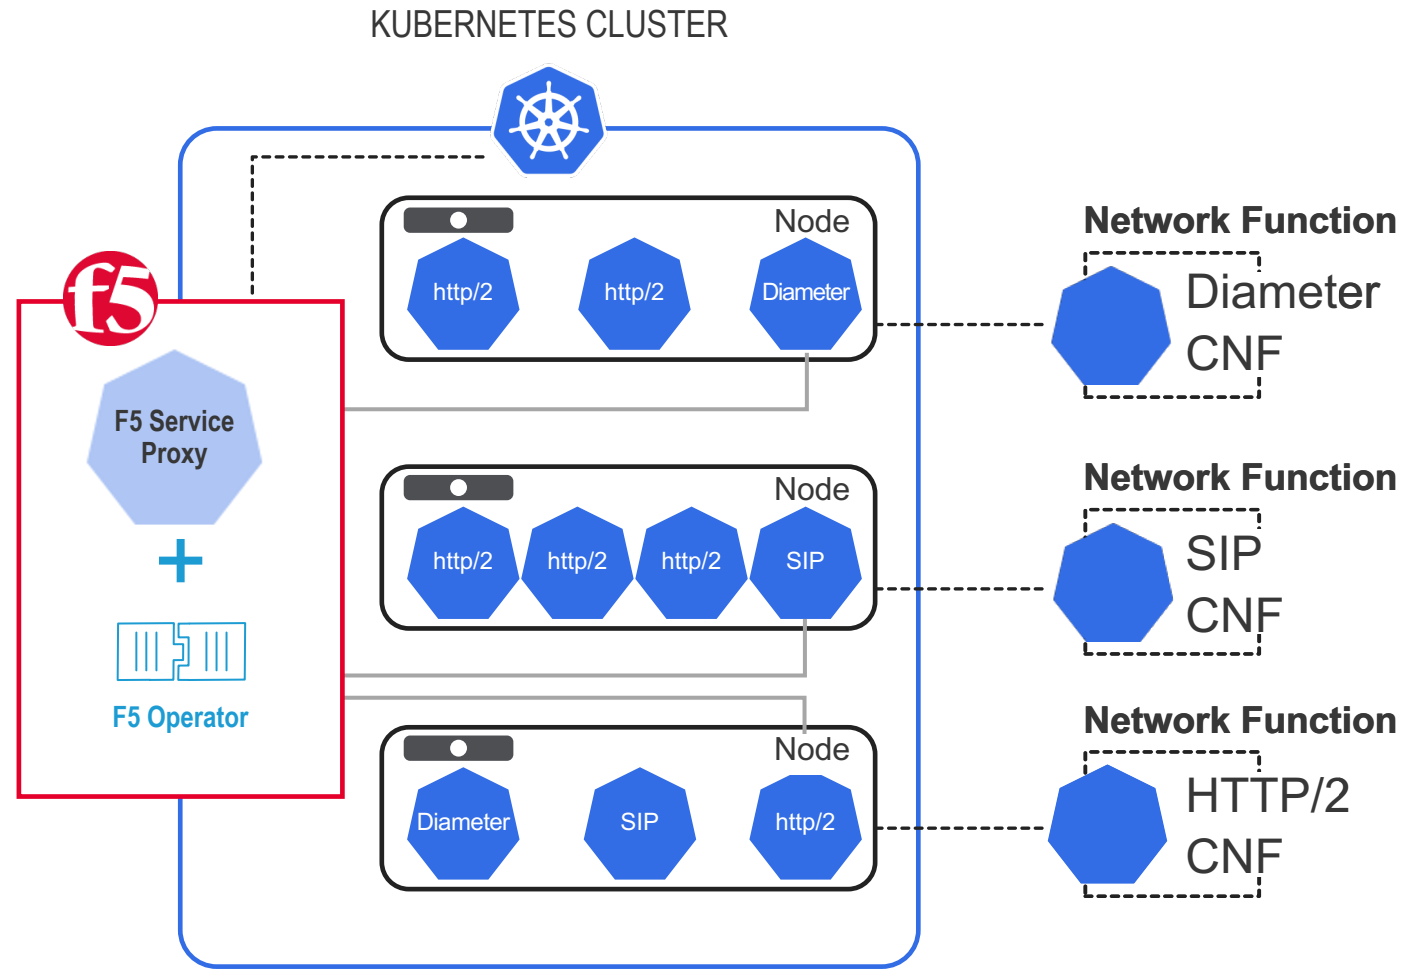 KUBERNETES CLUSTER
f5
F5 Service
Proxy
F5 Operator
Node
http/2
http/2
Diameter
Node
http/2
http/2
http/2
SIP
Node
Diameter
SIP
http/2
Network Function
Diameter
CNF
Network Function
SIP
CNF
Network Function
HTTP/2
CNF